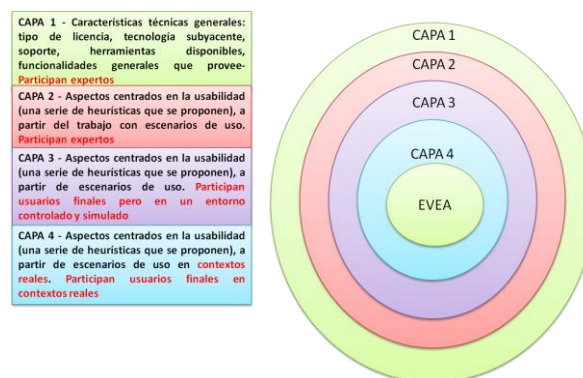 CAPA 1 - Características técnicas generales:
tipo de licencia, tecnología subyacente,
soporte, herramientas disponibles,
funcionalidades generales que provee-
Participan expertos
CAPA 2 - Aspectos centrados en la usabilidad
(una serie de heurísticas que se proponen), a
partir del trabajo con escenarios de uso.
Participan expertos
CAPA 3 - Aspectos centrados en la usabilidad
(una serie de heurísticas que se proponen), a
partir de escenarios de uso. Participan
usuarios finales pero en un entorno
controlado y simulado
CAPA 4 - Aspectos centrados en la usabilidad
(una serie de heurísticas que se proponen), a
partir de escenarios de uso en contextos
reales. Participan usuarios finales en
contextos reales
CAPA 1
CAPA 2
CAPA 3
CAPA 4
EVEA